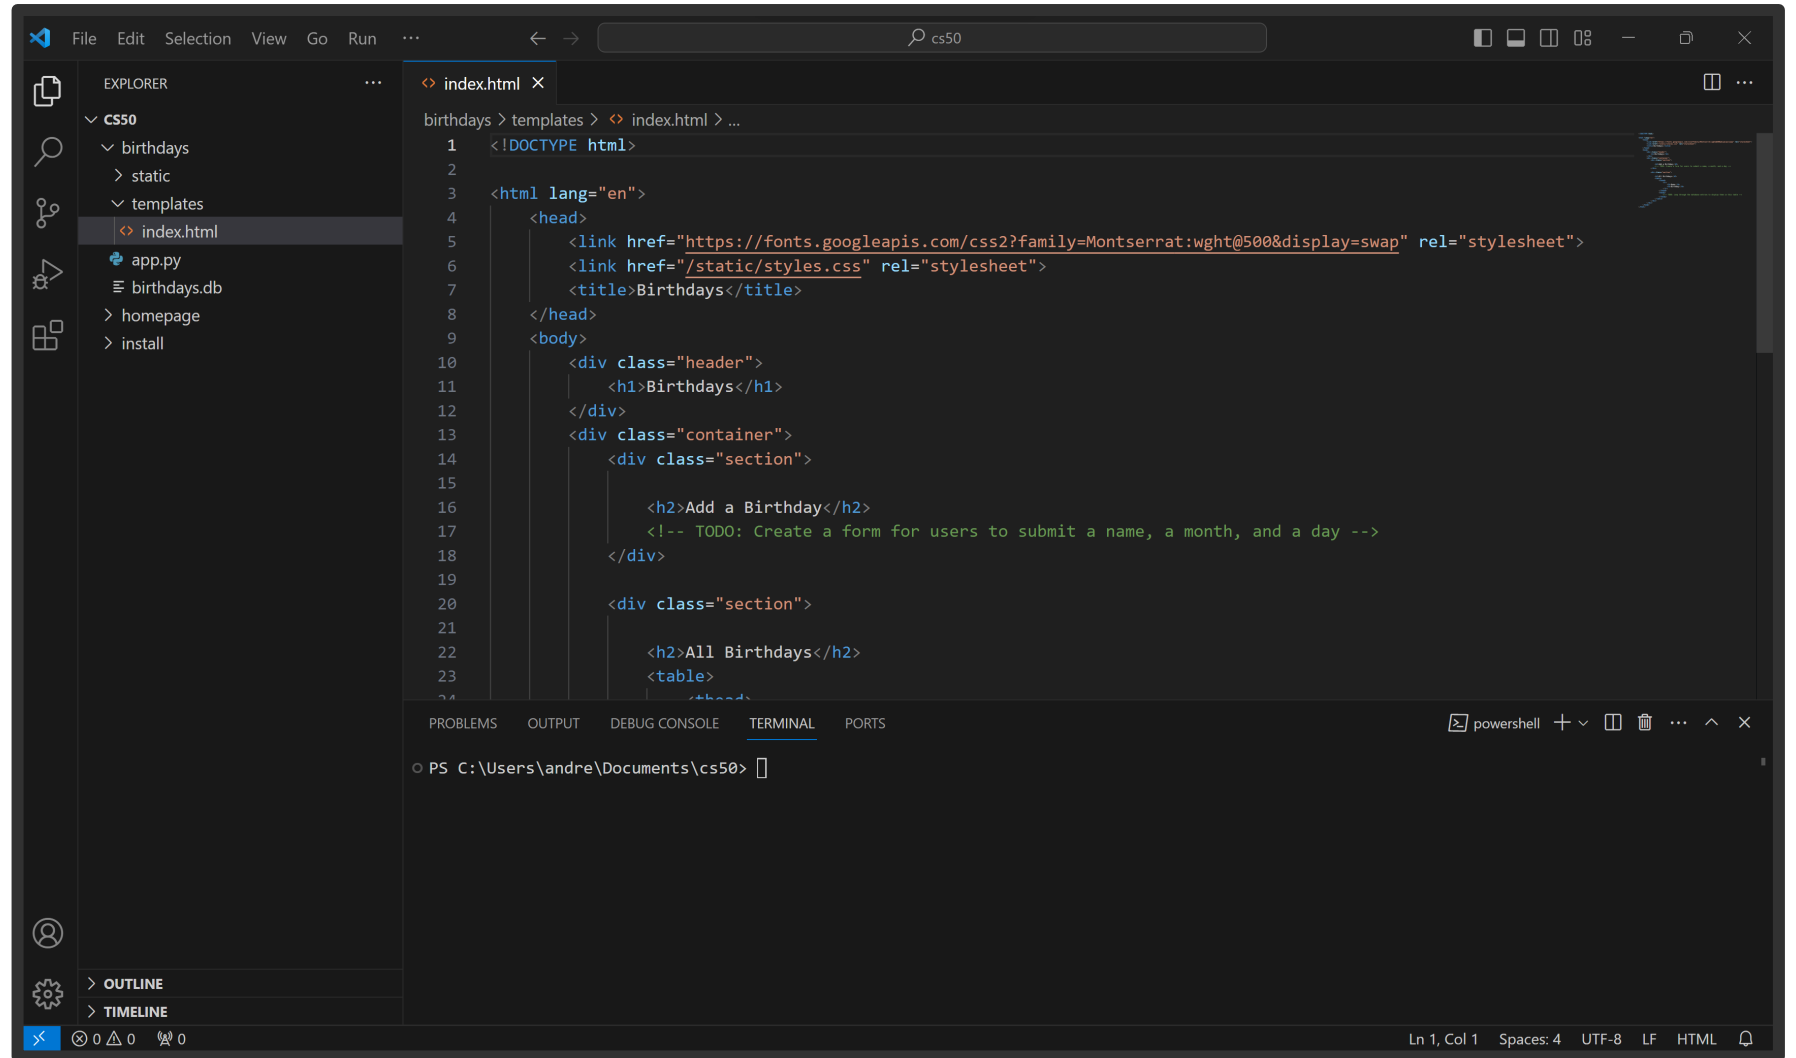 File Edit Selection View Go Run ... cs50
EXPLORER ...
CS50
birthdays
static
templates
index.html
app.py
birthdays.db
homepage
install
OUTLINE
TIMELINE
index.html
birthdays > templates > index.html > ...
1 <!DOCTYPE html>
2
3 <html lang="en">
4 <head>
5 <link href="https://fonts.googleapis.com/css2?family=Montserrat:wght@500&display=swap" rel="stylesheet">
6 <link href="/static/styles.css" rel="stylesheet">
7 <title>Birthdays</title>
8 </head>
9 <body>
10 <div class="header">
11 <h1>Birthdays</h1>
12 </div>
13 <div class="container">
14 <div class="section">
15
16 <h2>Add a Birthday</h2>
17 <!-- TODO: Create a form for users to submit a name, a month, and a day -->
18 </div>
19
20 <div class="section">
21
22 <h2>All Birthdays</h2>
23 <table>
24 <thead>
PROBLEMS OUTPUT DEBUG CONSOLE TERMINAL PORTS powershell
PS C:\Users\andre\Documents\cs50>
0 0 0 Ln 1, Col 1 Spaces: 4 UTF-8 LF HTML